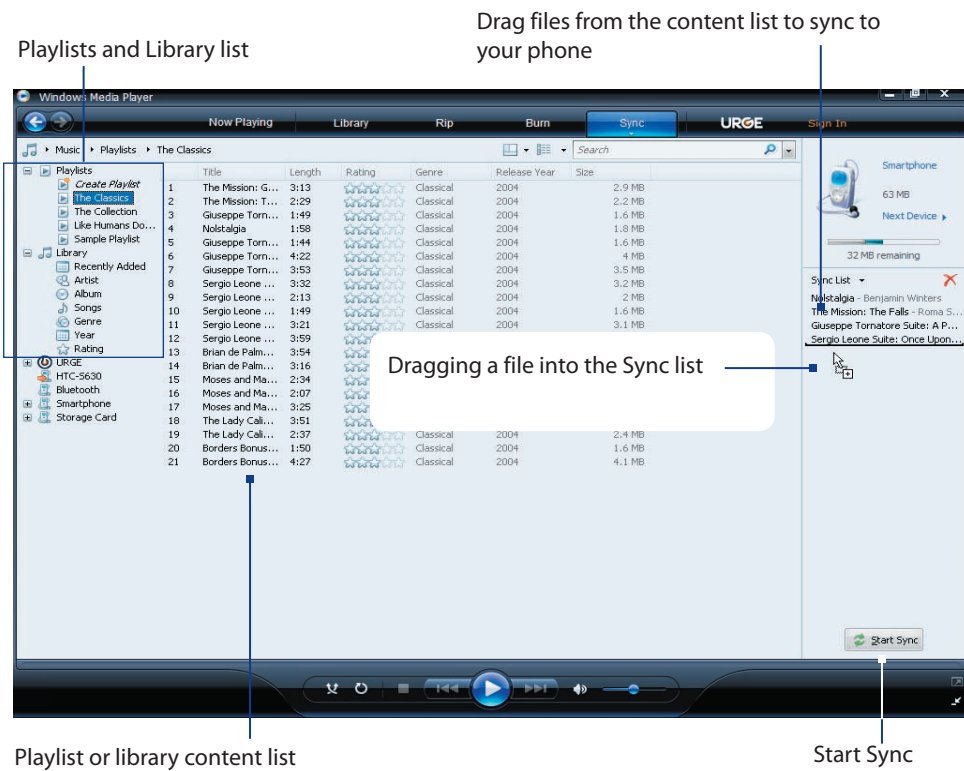 Drag files from the content list to sync to
your phone
Playlists and Library list
Windows Media Player
Now Playing Library Rip Burn Sync URGE Sign In
Music Playlists The Classics Search
Playlists
Create Playlist
The Classics
The Collection
Like Humans Do...
Sample Playlist
Library
Recently Added
Artist
Album
Songs
Genre
Year
Rating
URGE
HTC-S630
Bluetooth
Smartphone
Storage Card
Title Length Rating Genre Release Year Size
1 The Mission: G... 3:13 Classical 2004 2.9 MB
2 The Mission: T... 2:29 Classical 2004 2.2 MB
3 Giuseppe Torn... 1:49 Classical 2004 1.6 MB
4 Nolstalgia 1:58 Classical 2004 1.8 MB
5 Giuseppe Torn... 1:44 Classical 2004 1.6 MB
6 Giuseppe Torn... 4:22 Classical 2004 4 MB
7 Giuseppe Torn... 3:53 Classical 2004 3.5 MB
8 Sergio Leone ... 3:32 Classical 2004 3.2 MB
9 Sergio Leone ... 2:13 Classical 2004 2 MB
10 Sergio Leone ... 1:49 Classical 2004 1.6 MB
11 Sergio Leone ... 3:21 Classical 2004 3.1 MB
12 Sergio Leone ... 3:59
13 Brian de Palm... 3:54
14 Brian de Palm... 3:16
15 Moses and Ma... 2:34
16 Moses and Ma... 2:07
17 Moses and Ma... 3:25
18 The Lady Cali... 3:51
19 The Lady Cali... 2:37 Classical 2004 2.4 MB
20 Borders Bonus... 1:50 Classical 2004 1.6 MB
21 Borders Bonus... 4:27 Classical 2004 4.1 MB
Dragging a file into the Sync list
Smartphone
63 MB
Next Device
32 MB remaining
Sync List
Nolstalgia - Benjamin Winters
The Mission: The Falls - Roma S...
Giuseppe Tornatore Suite: A P...
Sergio Leone Suite: Once Upon...
Start Sync
Playlist or library content list
Start Sync